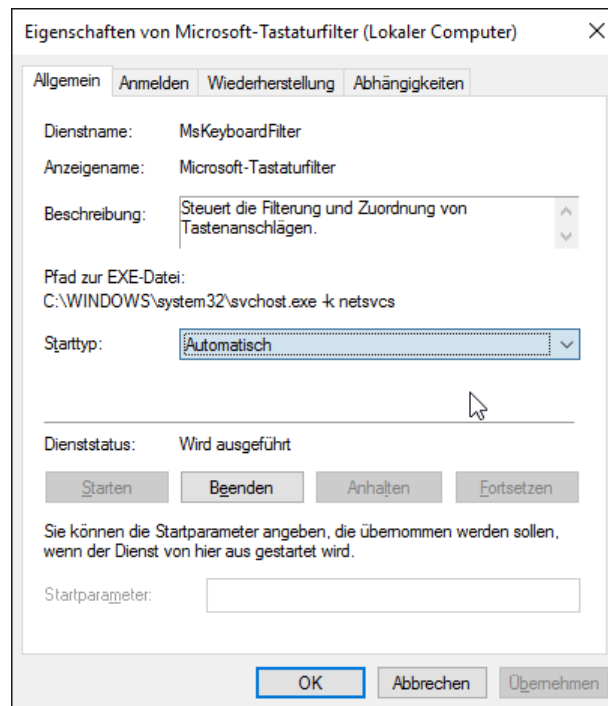 Eigenschaften von Microsoft-Tastaturfilter (Lokaler Computer)
Allgemein Anmelden Wiederherstellung Abhängigkeiten
Dienstname: MsKeyboardFilter
Anzeigename: Microsoft-Tastaturfilter
Beschreibung: Steuert die Filterung und Zuordnung von
Tastenanschlägen.
Pfad zur EXE-Datei:
C:\WINDOWS\system32\svchost.exe -k netsvcs
Starttyp: Automatisch
Dienststatus: Wird ausgeführt
Starten Beenden Anhalten Fortsetzen
Sie können die Startparameter angeben, die übernommen werden sollen,
wenn der Dienst von hier aus gestartet wird.
Startparameter:
OK Abbrechen Übernehmen